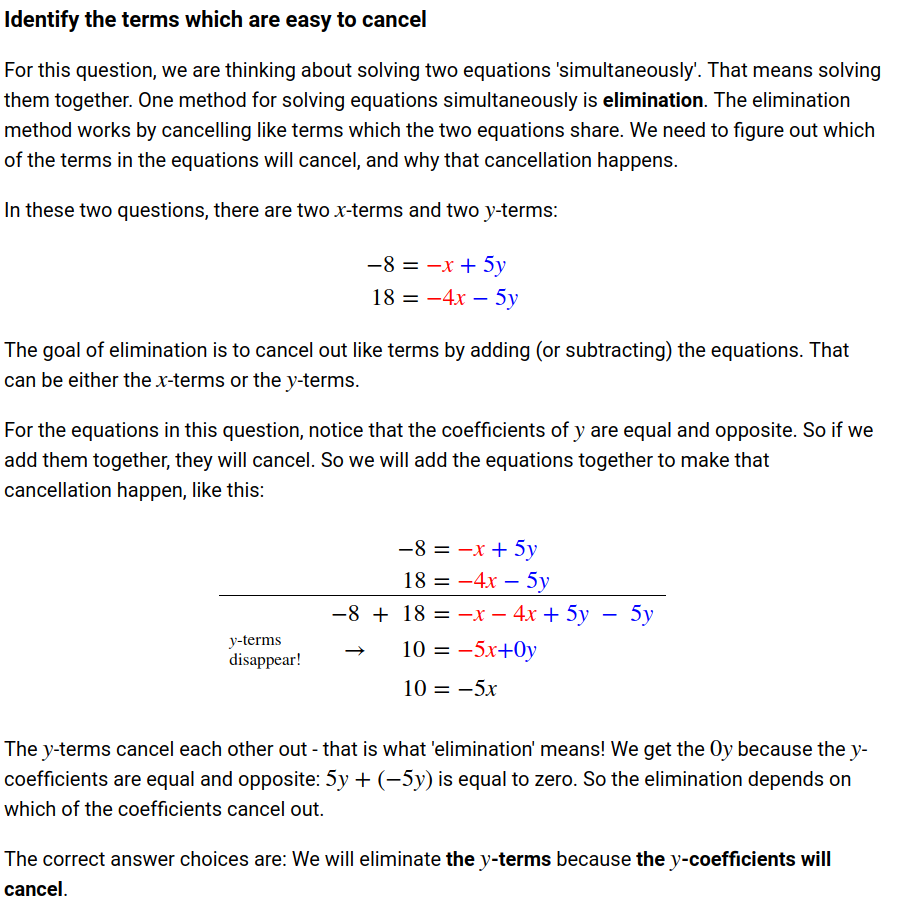 Identify the terms which are easy to cancel
For this question, we are thinking about solving two equations 'simultaneously'. That means solving
them together. One method for solving equations simultaneously is elimination. The elimination
method works by cancelling like terms which the two equations share. We need to figure out which
of the terms in the equations will cancel, and why that cancellation happens.
In these two questions, there are two x-terms and two y-terms:
−8 = −x + 5y
18 = −4x − 5y
The goal of elimination is to cancel out like terms by adding (or subtracting) the equations. That
can be either the x-terms or the y-terms.
For the equations in this question, notice that the coefficients of y are equal and opposite. So if we
add them together, they will cancel. So we will add the equations together to make that
cancellation happen, like this:
−8 = −x + 5y
18 = −4x − 5y
−8 + 18 = −x − 4x + 5y − 5y
y-terms
disappear! → 10 = −5x+0y
10 = −5x
The y-terms cancel each other out - that is what 'elimination' means! We get the 0y because the y-
coefficients are equal and opposite: 5y + (−5y) is equal to zero. So the elimination depends on
which of the coefficients cancel out.
The correct answer choices are: We will eliminate the y-terms because the y-coefficients will
cancel.